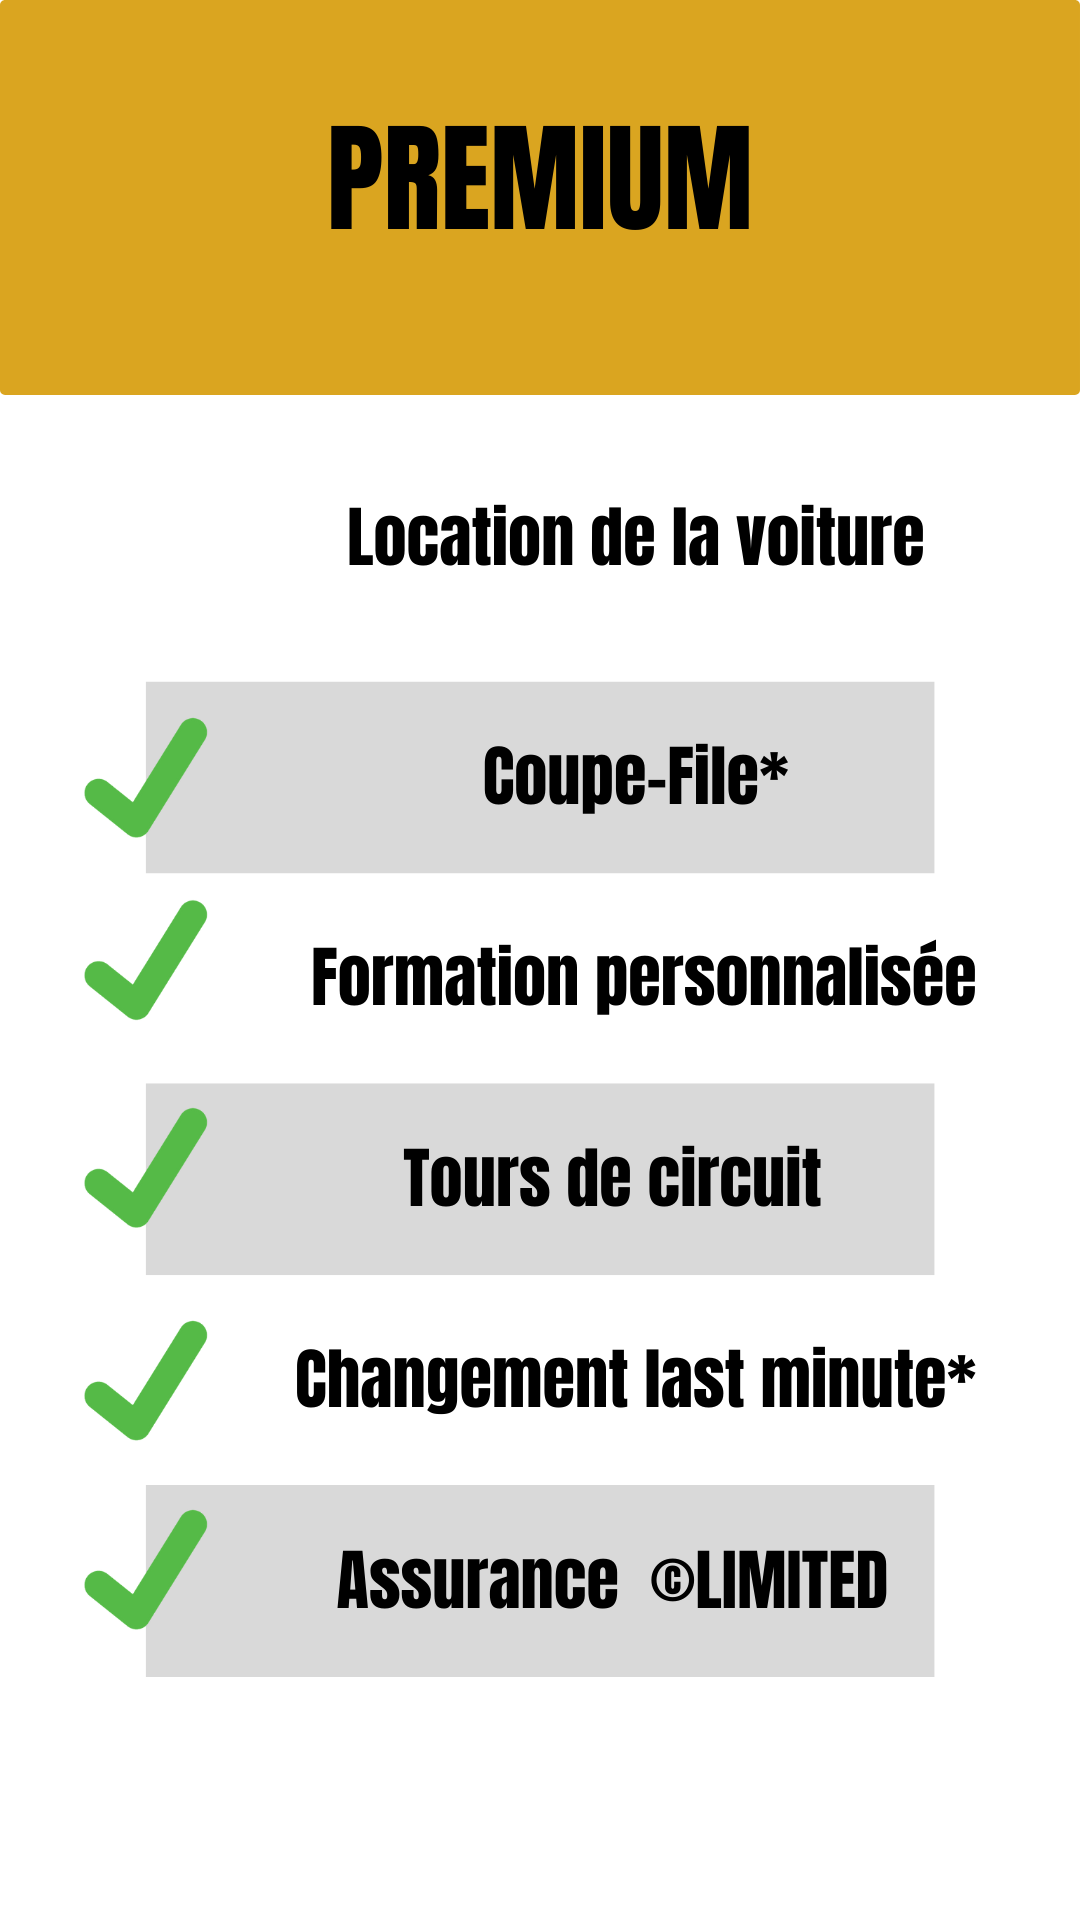 PREMIUM
Location de la voiture
Coupe-File*
Formation personnalisée
Tours de circuit
Changement last minute*
Assurance ©LIMITED